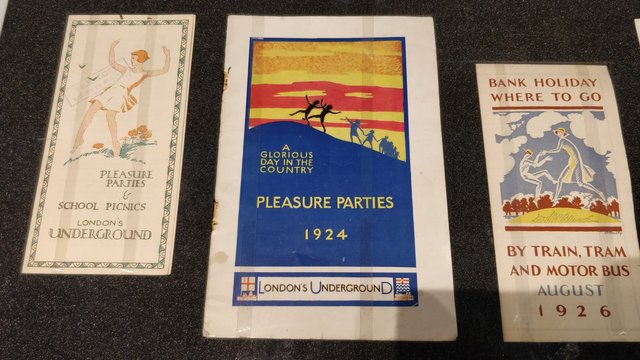 PLEASURE
PARTIES
&
SCHOOL PICNICS
LONDON'S
UNDERGROUND
A
GLORIOUS
DAY IN THE
COUNTRY
PLEASURE PARTIES
1924
LONDON'S UNDERGROUND
BANK HOLIDAY
WHERE TO GO
BY TRAIN, TRAM
AND MOTOR BUS
AUGUST
1926